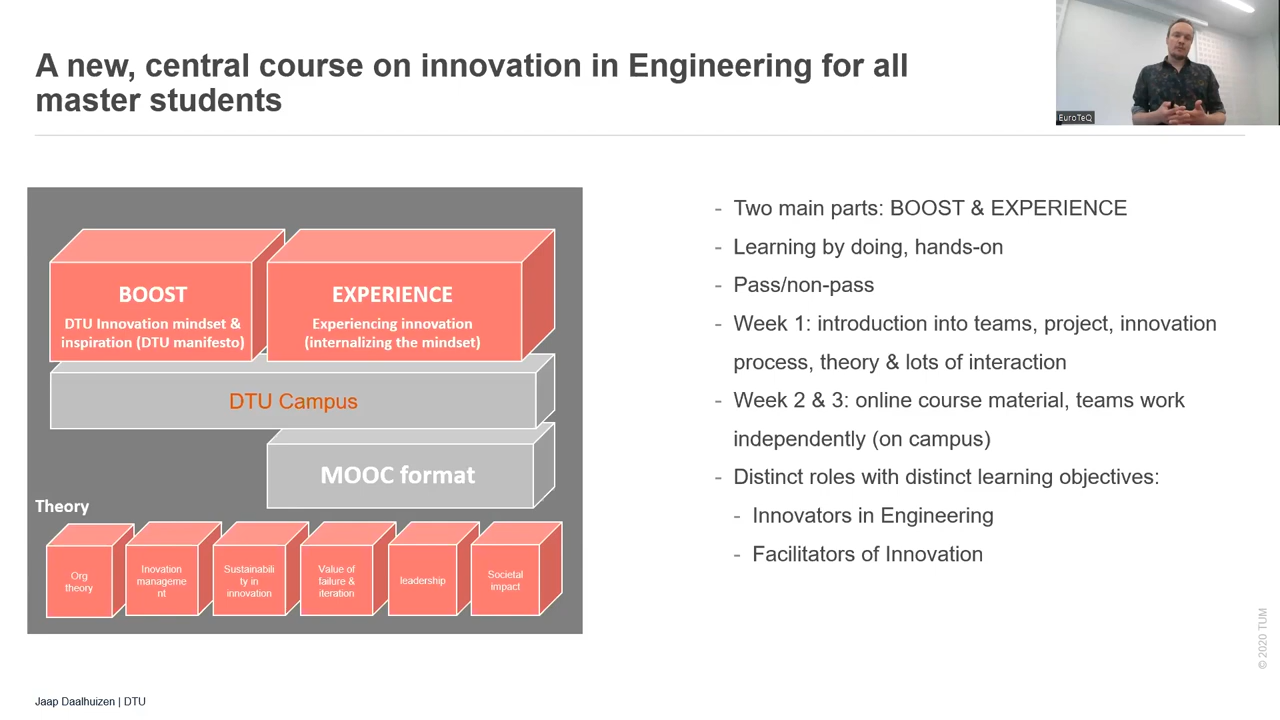 A new, central course on innovation in Engineering for all
master students
EuroTeQ
BOOST
DTU Innovation mindset &
inspiration (DTU manifesto)
EXPERIENCE
Experiencing innovation
(internalizing the mindset)
DTU Campus
MOOC format
Theory
Org
theory
Inovation
manageme
nt
Sustainabili
ty in
innovation
Value of
failure &
iteration
leadership
Societal
impact
- Two main parts: BOOST & EXPERIENCE
- Learning by doing, hands-on
- Pass/non-pass
- Week 1: introduction into teams, project, innovation
process, theory & lots of interaction
- Week 2 & 3: online course material, teams work
independently (on campus)
- Distinct roles with distinct learning objectives:
- Innovators in Engineering
- Facilitators of Innovation
© 2020 TUM
Jaap Daalhuizen | DTU